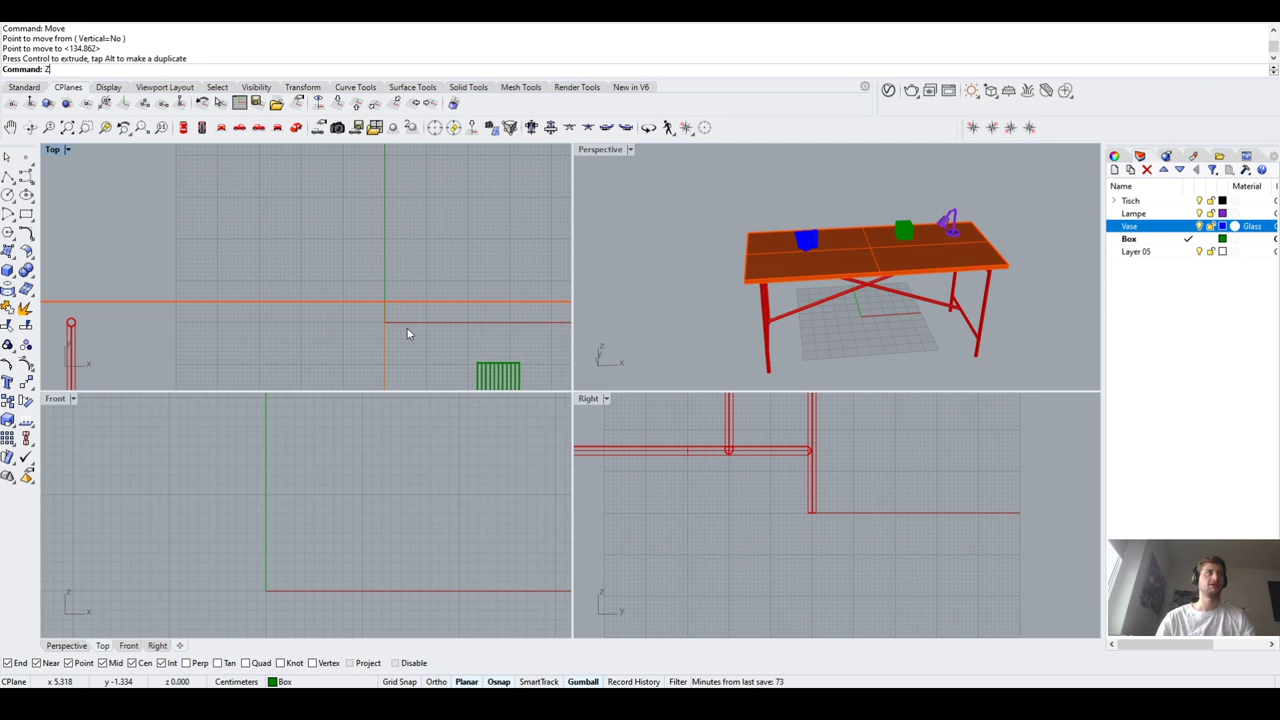 Command: Move
Point to move from ( Vertical=No )
Point to move to <134.862>
Press Control to extrude, tap Alt to make a duplicate
Command: Z
Standard CPlanes Display Viewport Layout Select Visibility Transform Curve Tools Surface Tools Solid Tools Mesh Tools Render Tools New in V6
Top
Perspective
Name Material
Tisch
Lampe
Vase Glass
Box
Layer 05
x
z
y x
Front
Right
z
x
z
y
Perspective Top Front Right
End Near Point Mid Cen Int Perp Tan Quad Knot Vertex Project Disable
CPlane x 5.318 y -1.334 z 0.000 Centimeters Box Grid Snap Ortho Planar Osnap SmartTrack Gumball Record History Filter Minutes from last save: 73